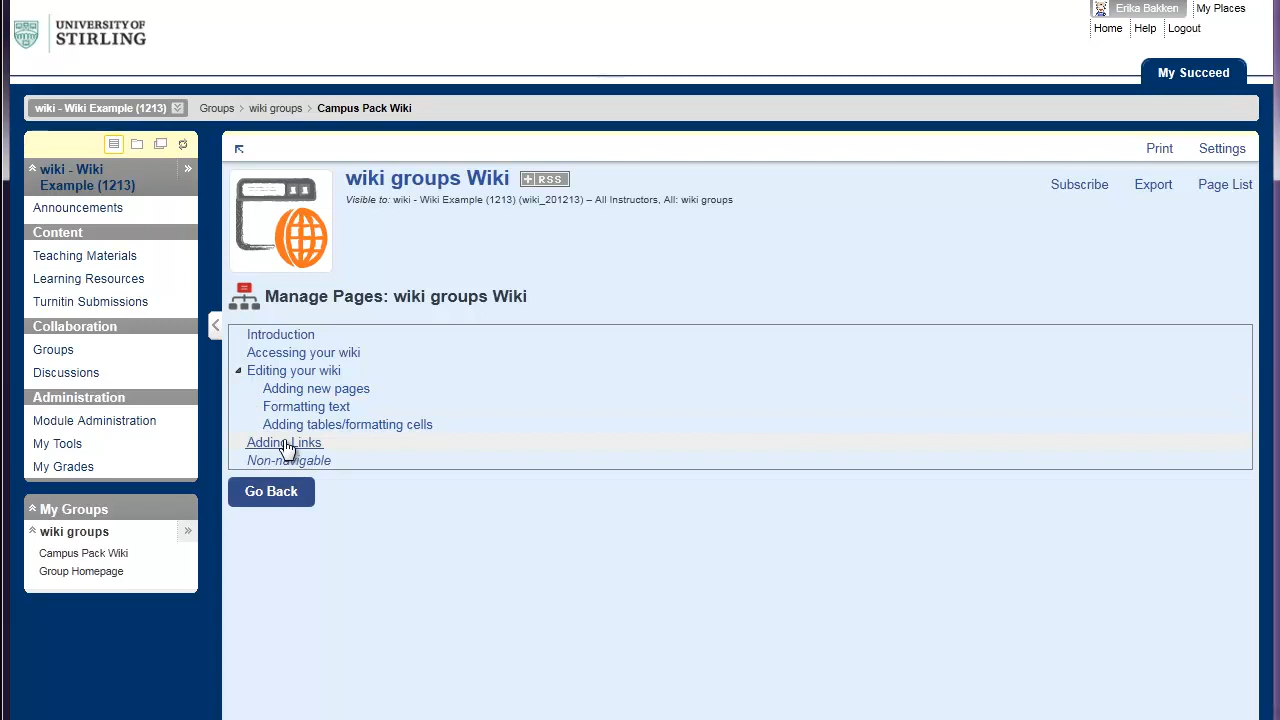 UNIVERSITY OF
STIRLING
Erika Bakken
My Places
Home
Help
Logout
My Succeed
wiki - Wiki Example (1213)
Groups > wiki groups > Campus Pack Wiki
wiki - Wiki
Example (1213)
Announcements
Content
Teaching Materials
Learning Resources
Turnitin Submissions
Collaboration
Groups
Discussions
Administration
Module Administration
My Tools
My Grades
My Groups
wiki groups
Campus Pack Wiki
Group Homepage
Print
Settings
wiki groups Wiki
+ RSS
Visible to: wiki - Wiki Example (1213) (wiki_201213) – All Instructors, All: wiki groups
Subscribe
Export
Page List
Manage Pages: wiki groups Wiki
Introduction
Accessing your wiki
Editing your wiki
Adding new pages
Formatting text
Adding tables/formatting cells
Adding Links
Non-navigable
Go Back